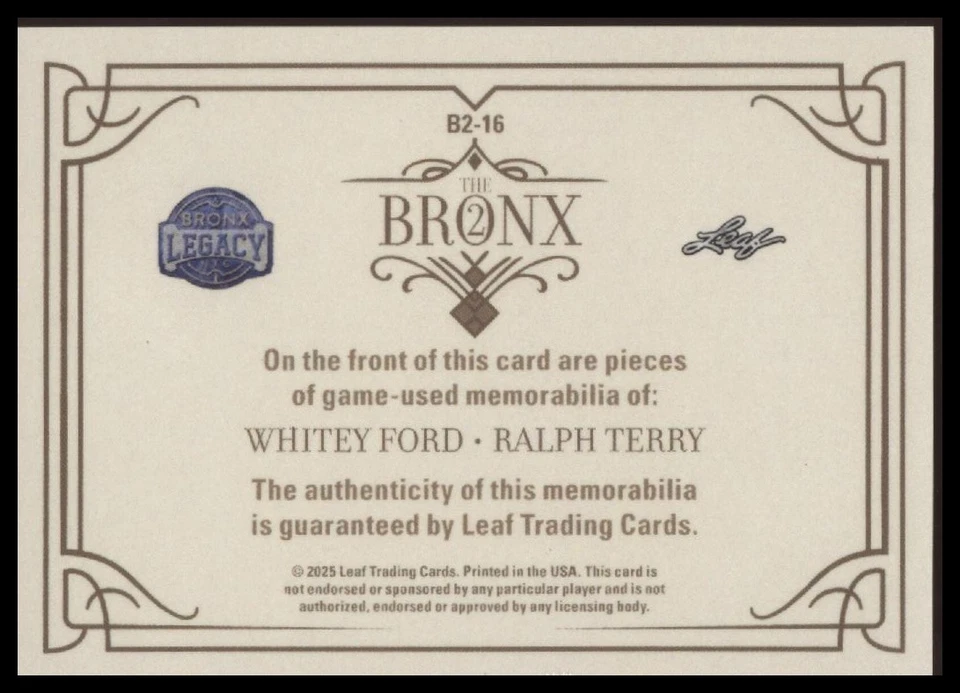 B2-16
THE
BRONX
2
BRONX
LEGACY
NYC
Leaf
On the front of this card are pieces
of game-used memorabilia of:
WHITEY FORD · RALPH TERRY
The authenticity of this memorabilia
is guaranteed by Leaf Trading Cards.
© 2025 Leaf Trading Cards. Printed in the USA. This card is
not endorsed or sponsored by any particular player and is not
authorized, endorsed or approved by any licensing body.